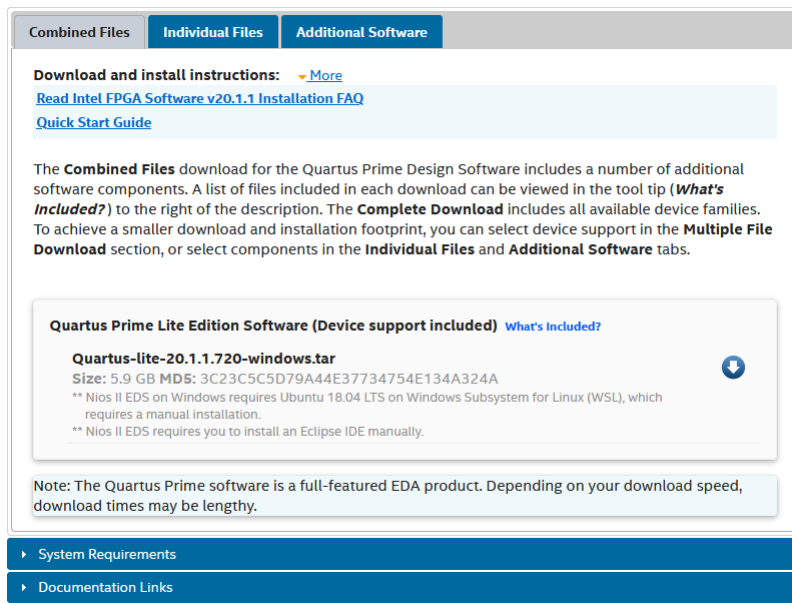 Combined Files
Individual Files
Additional Software
Download and install instructions: More
Read Intel FPGA Software v20.1.1 Installation FAQ
Quick Start Guide
The Combined Files download for the Quartus Prime Design Software includes a number of additional
software components. A list of files included in each download can be viewed in the tool tip (What's
Included?) to the right of the description. The Complete Download includes all available device families.
To achieve a smaller download and installation footprint, you can select device support in the Multiple File
Download section, or select components in the Individual Files and Additional Software tabs.
Quartus Prime Lite Edition Software (Device support included) What's Included?
Quartus-lite-20.1.1.720-windows.tar
Size: 5.9 GB MD5: 3C23C5C5D79A44E37734754E134A324A
** Nios II EDS on Windows requires Ubuntu 18.04 LTS on Windows Subsystem for Linux (WSL), which
requires a manual installation.
** Nios II EDS requires you to install an Eclipse IDE manually.
Note: The Quartus Prime software is a full-featured EDA product. Depending on your download speed,
download times may be lengthy.
System Requirements
Documentation Links